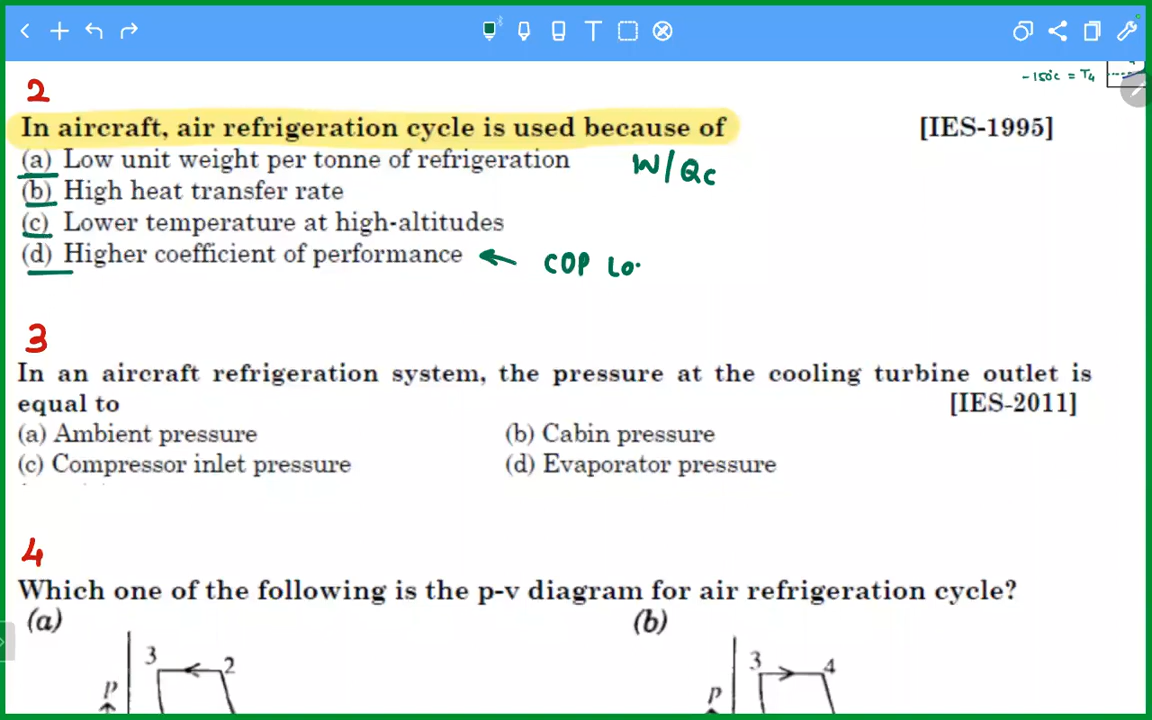 -150°C = T4
2
In aircraft, air refrigeration cycle is used because of [IES-1995]
(a) Low unit weight per tonne of refrigeration
W/Qc
(b) High heat transfer rate
(c) Lower temperature at high-altitudes
(d) Higher coefficient of performance
COP Lo
3
In an aircraft refrigeration system, the pressure at the cooling turbine outlet is
equal to [IES-2011]
(a) Ambient pressure (b) Cabin pressure
(c) Compressor inlet pressure (d) Evaporator pressure
4
Which one of the following is the p-v diagram for air refrigeration cycle?
(a) (b)
3 2 3 4
p p